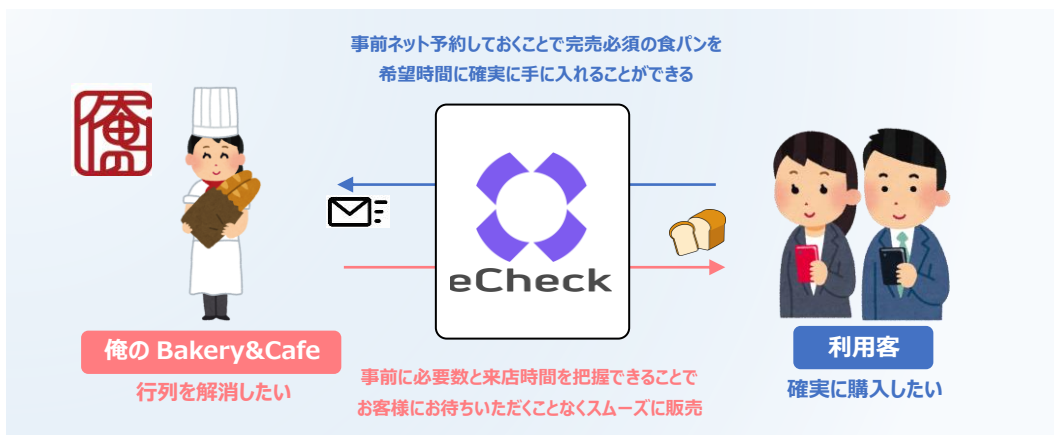 事前ネット予約しておくことで完売必須の食パンを
希望時間に確実に手に入れることができる
俺の
eCheck
俺の Bakery&Cafe
行列を解消したい
利用客
確実に購入したい
事前に必要数と来店時間を把握できることで
お客様にお待ちいただくことなくスムーズに販売